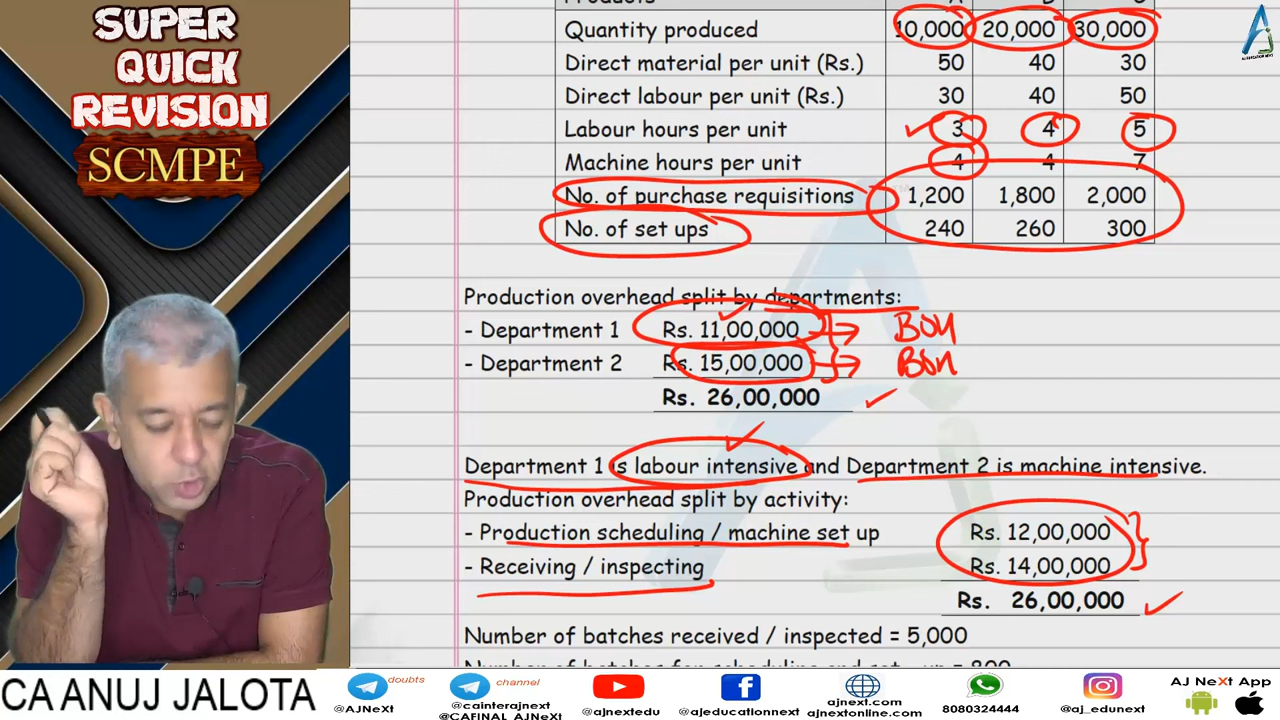 SUPER
QUICK
REVISION
SCMPE
Quantity produced 10,000 20,000 30,000
Direct material per unit (Rs.) 50 40 30
Direct labour per unit (Rs.) 30 40 50
Labour hours per unit 3 4 5
Machine hours per unit 4 4 7
No. of purchase requisitions 1,200 1,800 2,000
No. of set ups 240 260 300
Production overhead split by departments:
- Department 1 Rs. 11,00,000 BOH
- Department 2 Rs. 15,00,000 BOH
Rs. 26,00,000
Department 1 is labour intensive and Department 2 is machine intensive.
Production overhead split by activity:
- Production scheduling / machine set up Rs. 12,00,000
- Receiving / inspecting Rs. 14,00,000
Rs. 26,00,000
Number of batches received / inspected = 5,000
CA ANUJ JALOTA
doubts
@AJNeXt
channel
@cainterajnext
@CAFINAL_AJNeXt
@ajnextedu
@ajeducationnext
ajnext.com
ajnextonline.com
8080324444
@aj_edunext
AJ NeXt App